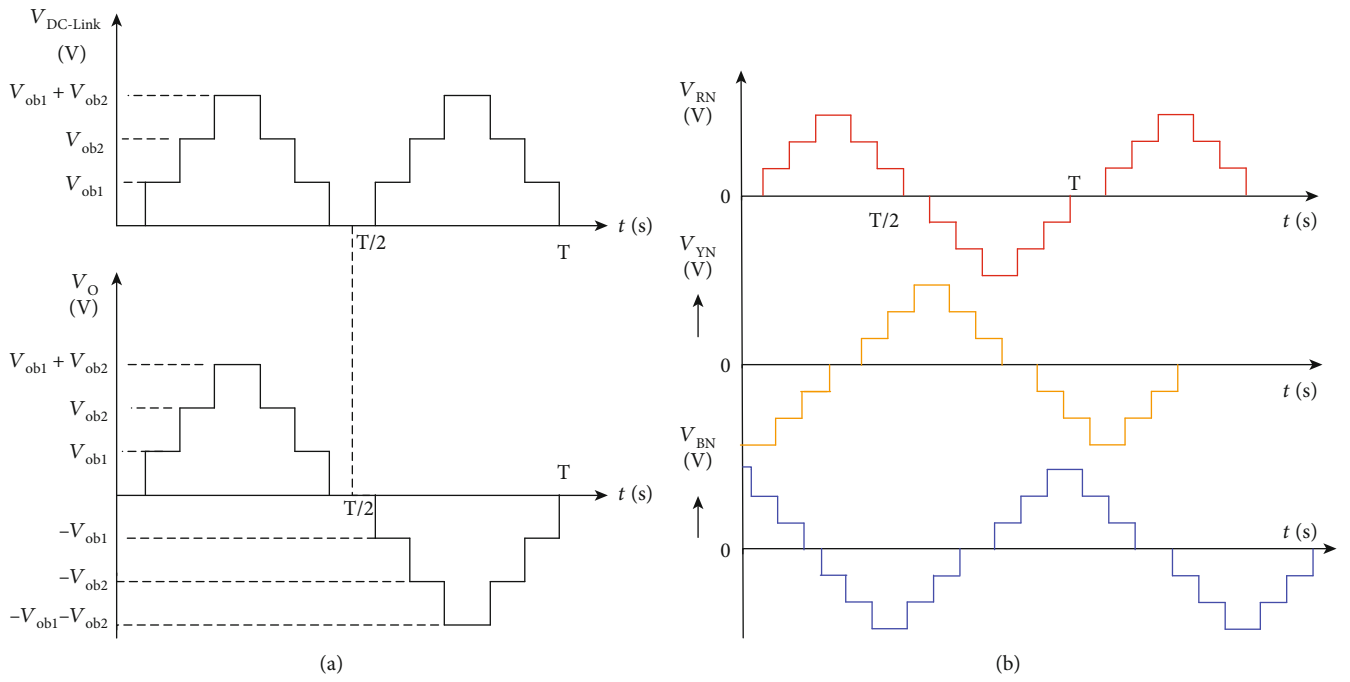 V_DC-Link
(V)
V_ob1 + V_ob2
V_ob2
V_ob1
t (s)
T/2
T
V_O
(V)
V_ob1 + V_ob2
V_ob2
V_ob1
T
t (s)
T/2
–V_ob1
–V_ob2
–V_ob1–V_ob2
(a)
V_RN
(V)
T
0
T/2
t (s)
V_YN
(V)
0
t (s)
V_BN
(V)
t (s)
0
(b)